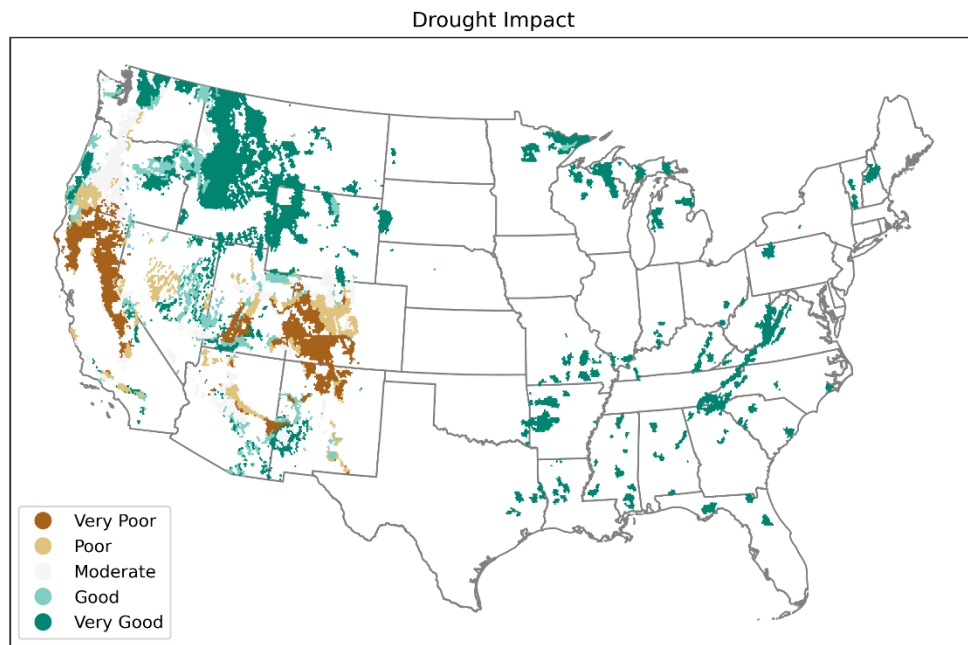 Drought Impact
Very Poor
Poor
Moderate
Good
Very Good